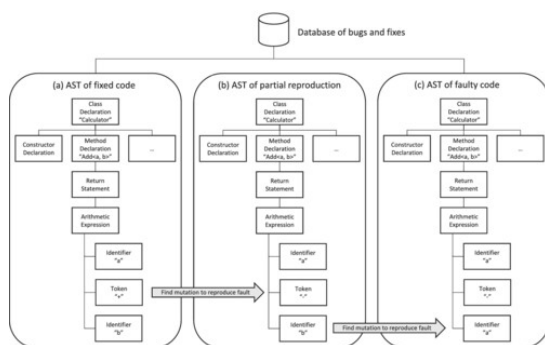 Database of bugs and fixes
(a) AST of fixed code
Class
Declaration
"Calculator"
Constructor
Declaration
Method
Declaration
"Add<a, b>"
...
Return
Statement
Arithmetic
Expression
Identifier
"a"
Token
"+"
Identifier
"b"
Find mutation to reproduce fault
(b) AST of partial reproduction
Class
Declaration
"Calculator"
Constructor
Declaration
Method
Declaration
"Add<a, b>"
...
Return
Statement
Arithmetic
Expression
Identifier
"a"
Token
"-"
Identifier
"b"
Find mutation to reproduce fault
(c) AST of faulty code
Class
Declaration
"Calculator"
Constructor
Declaration
Method
Declaration
"Add<a, b>"
...
Return
Statement
Arithmetic
Expression
Identifier
"a"
Token
"-"
Identifier
"a"